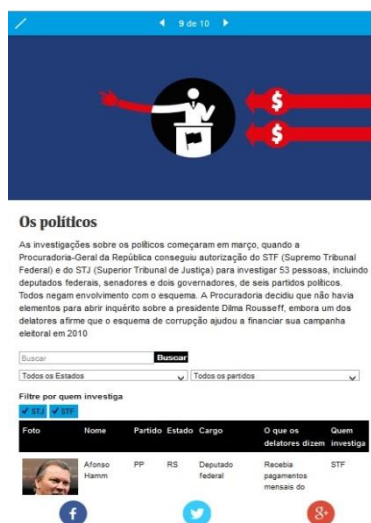 9 de 10
$
$
Os políticos
As investigações sobre os políticos começaram em março, quando a
Procuradoria-Geral da República conseguiu autorização do STF (Supremo Tribunal
Federal) e do STJ (Superior Tribunal de Justiça) para investigar 53 pessoas, incluindo
deputados federais, senadores e dois governadores, de seis partidos políticos.
Todos negam envolvimento com o esquema. A Procuradoria decidiu que não havia
elementos para abrir inquérito sobre a presidente Dilma Rousseff, embora um dos
delatores afirme que o esquema de corrupção ajudou a financiar sua campanha
eleitoral em 2010
Buscar Buscar
Todos os Estados Todos os partidos
Filtre por quem investiga
STJ STF
Foto Nome Partido Estado Cargo O que os Quem
delatores dizem investiga
Afonso PP RS Deputado Recebia STF
Hamm federal pagamentos
mensais do
f 8+